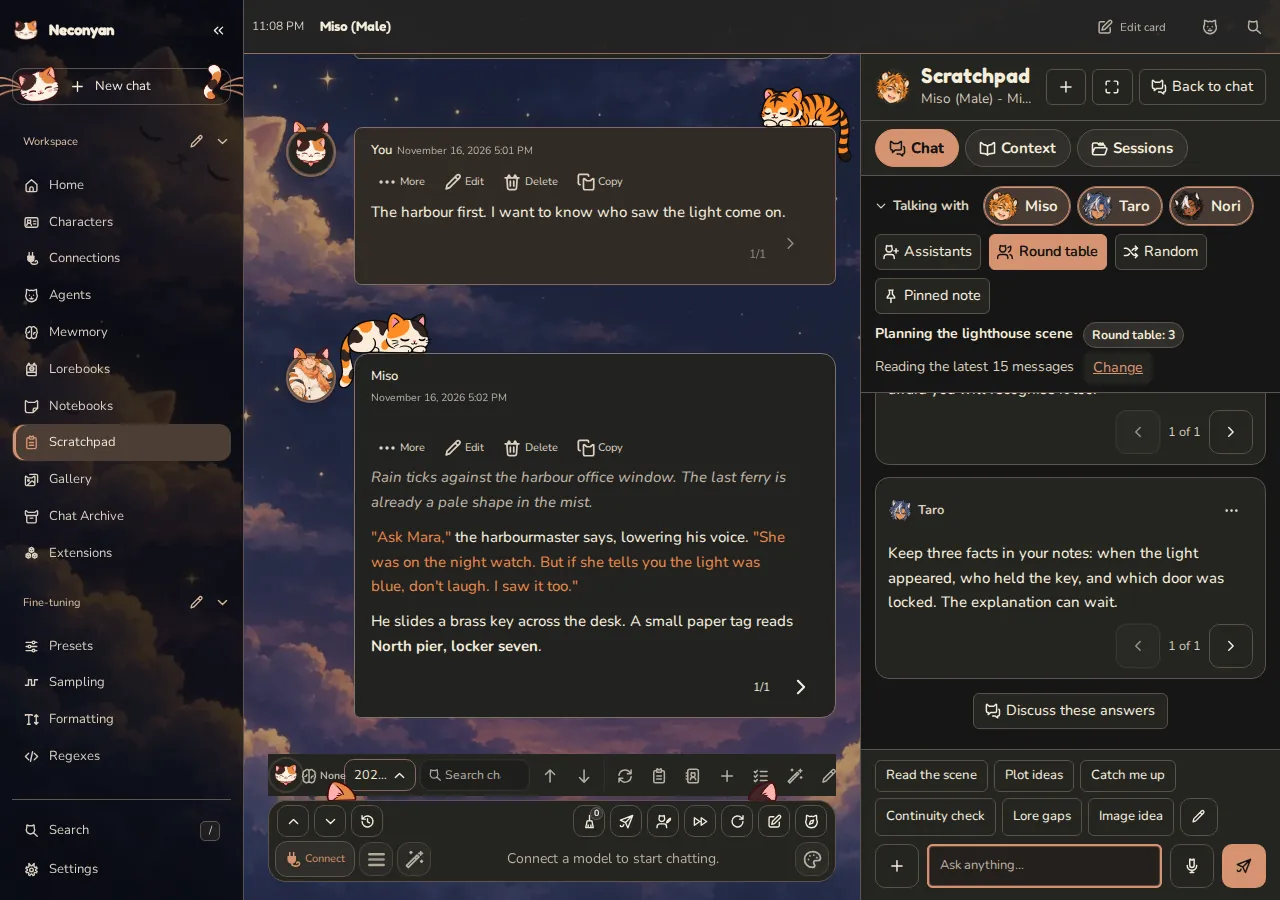 Neconyan
New chat
Workspace
Home
Characters
Connections
Agents
Mewmory
Lorebooks
Notebooks
Scratchpad
Gallery
Chat Archive
Extensions
Fine-tuning
Presets
Sampling
Formatting
Regexes
Search /
Settings
11:08 PM Miso (Male)
Edit card
You November 16, 2026 5:01 PM
More Edit Delete Copy
The harbour first. I want to know who saw the light come on.
1/1
Miso
November 16, 2026 5:02 PM
More Edit Delete Copy
Rain ticks against the harbour office window. The last ferry is
already a pale shape in the mist.
"Ask Mara," the harbourmaster says, lowering his voice. "She
was on the night watch. But if she tells you the light was
blue, don't laugh. I saw it too."
He slides a brass key across the desk. A small paper tag reads
North pier, locker seven.
1/1
None 202... Search ch
0
Connect
Connect a model to start chatting.
Scratchpad
Miso (Male) - Mi...
Back to chat
Chat Context Sessions
Talking with Miso Taro Nori
Assistants Round table Random
Pinned note
Planning the lighthouse scene Round table: 3
Reading the latest 15 messages Change
1 of 1
Taro
Keep three facts in your notes: when the light
appeared, who held the key, and which door was
locked. The explanation can wait.
1 of 1
Discuss these answers
Read the scene Plot ideas Catch me up
Continuity check Lore gaps Image idea
Ask anything...